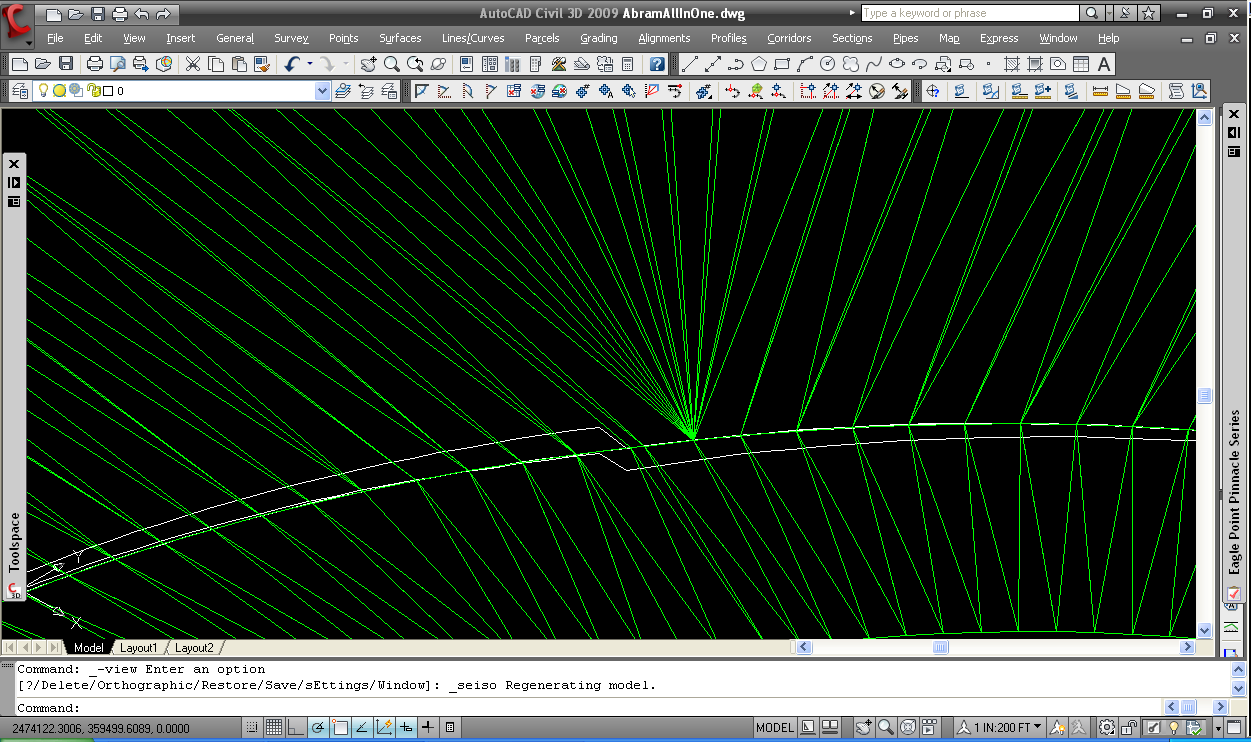 AutoCAD Civil 3D 2009 AbramAllInOne.dwg
Type a keyword or phrase
File Edit View Insert General Survey Points Surfaces Lines/Curves Parcels Grading Alignments Profiles Corridors Sections Pipes Map Express Window Help
0
Toolspace
3D
Eagle Point Pinnacle Series
Y
X
Model Layout1 Layout2
Command: _-view Enter an option
[?/Delete/Orthographic/Restore/Save/sEttings/Window]: _seiso Regenerating model.
Command:
2474122.3006, 359499.6089, 0.0000
MODEL
1 IN:200 FT